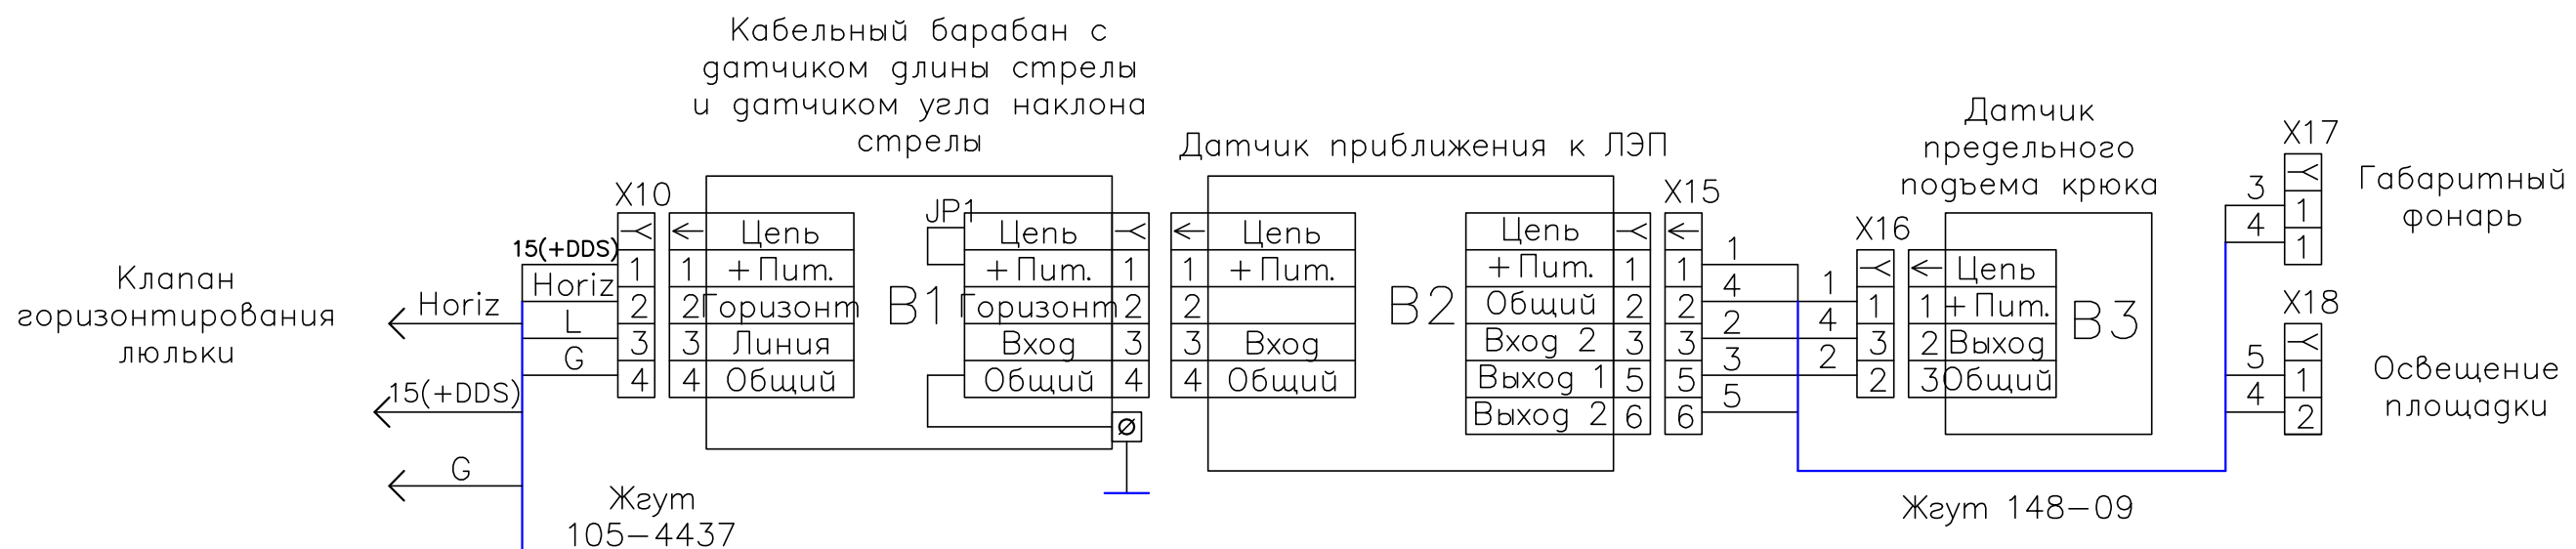 Кабельный барабан с
датчиком длины стрелы
и датчиком угла наклона
стрелы
Датчик приближения к ЛЭП
Датчик
предельного
подъема крюка
X17
Габаритный
фонарь
3
4
1
1
X18
Освещение
площадки
5
4
1
2
Клапан
горизонтирования
люльки
Horiz
15(+DDS)
G
15(+DDS)
Horiz
L
G
X10
1
2
3
4
Цепь
1 +Пит.
2 Горизонт
3 Линия
4 Общий
B1
JP1
Цепь
+Пит. 1
Горизонт 2
Вход 3
Общий 4
Цепь
1 +Пит.
2
3 Вход
4 Общий
B2
Цепь
+Пит. 1
Общий 2
Вход 2 3
Выход 1 5
Выход 2 6
X15
1
2
3
5
6
1
4
2
3
5
1
4
2
X16
1
3
2
Цепь
1 +Пит.
2 Выход
3 Общий
B3
Жгут
105-4437
Жгут 148-09